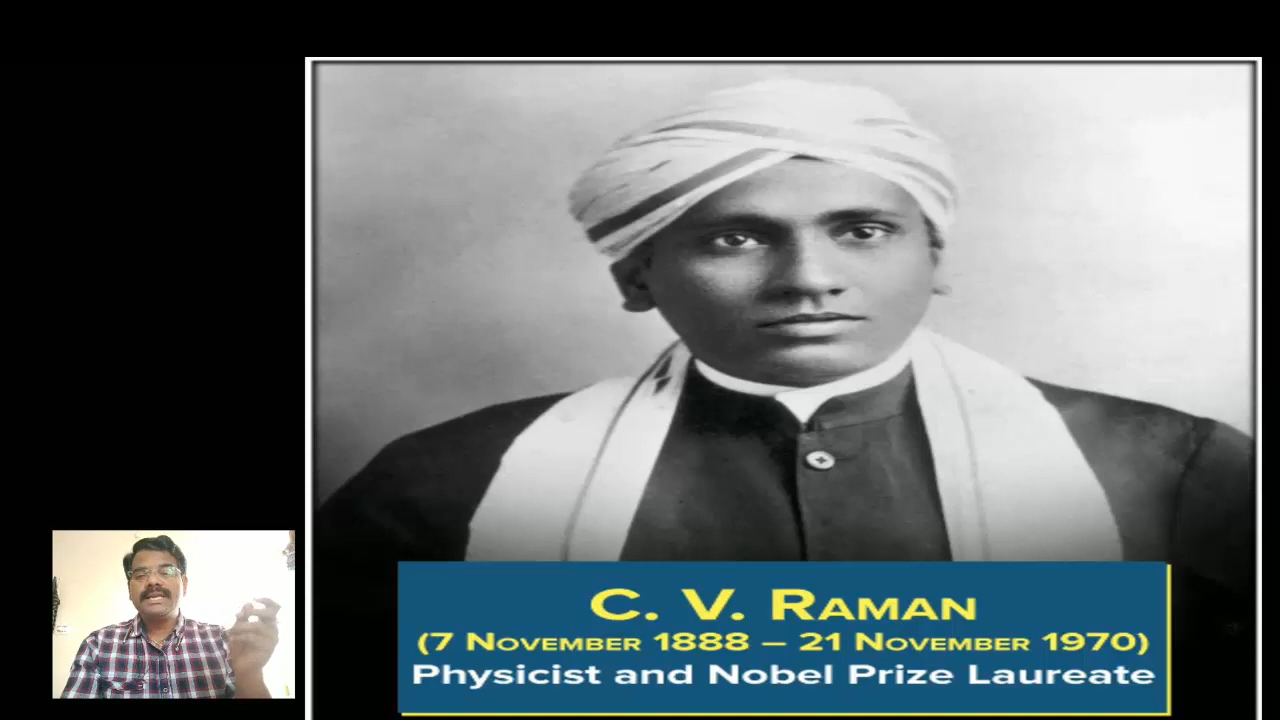 C. V. RAMAN
(7 NOVEMBER 1888 – 21 NOVEMBER 1970)
Physicist and Nobel Prize Laureate